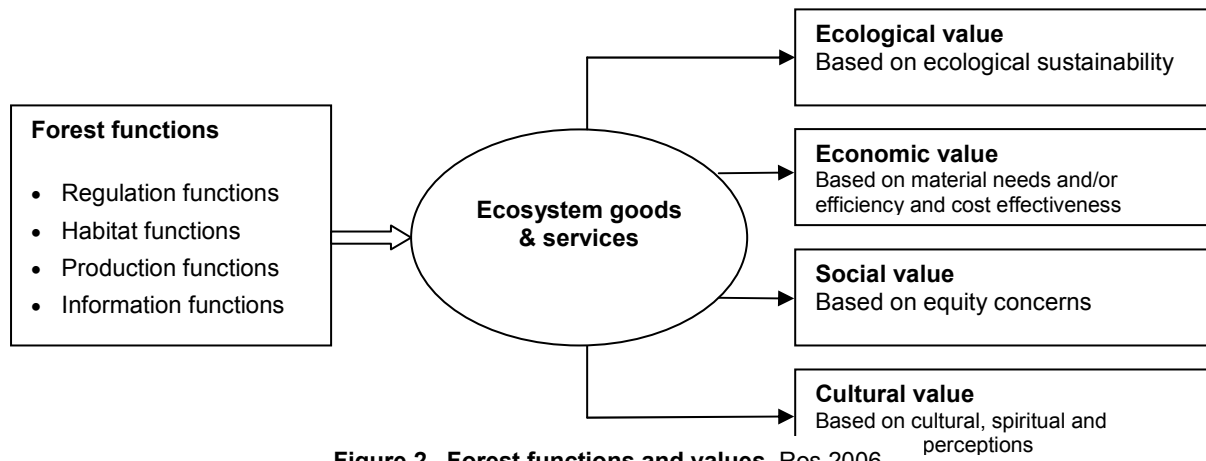 Forest functions
• Regulation functions
• Habitat functions
• Production functions
• Information functions
Ecosystem goods
& services
Ecological value
Based on ecological sustainability
Economic value
Based on material needs and/or
efficiency and cost effectiveness
Social value
Based on equity concerns
Cultural value
Based on cultural, spiritual and
perceptions
Figure 2. Forest functions and values. Ros 2006